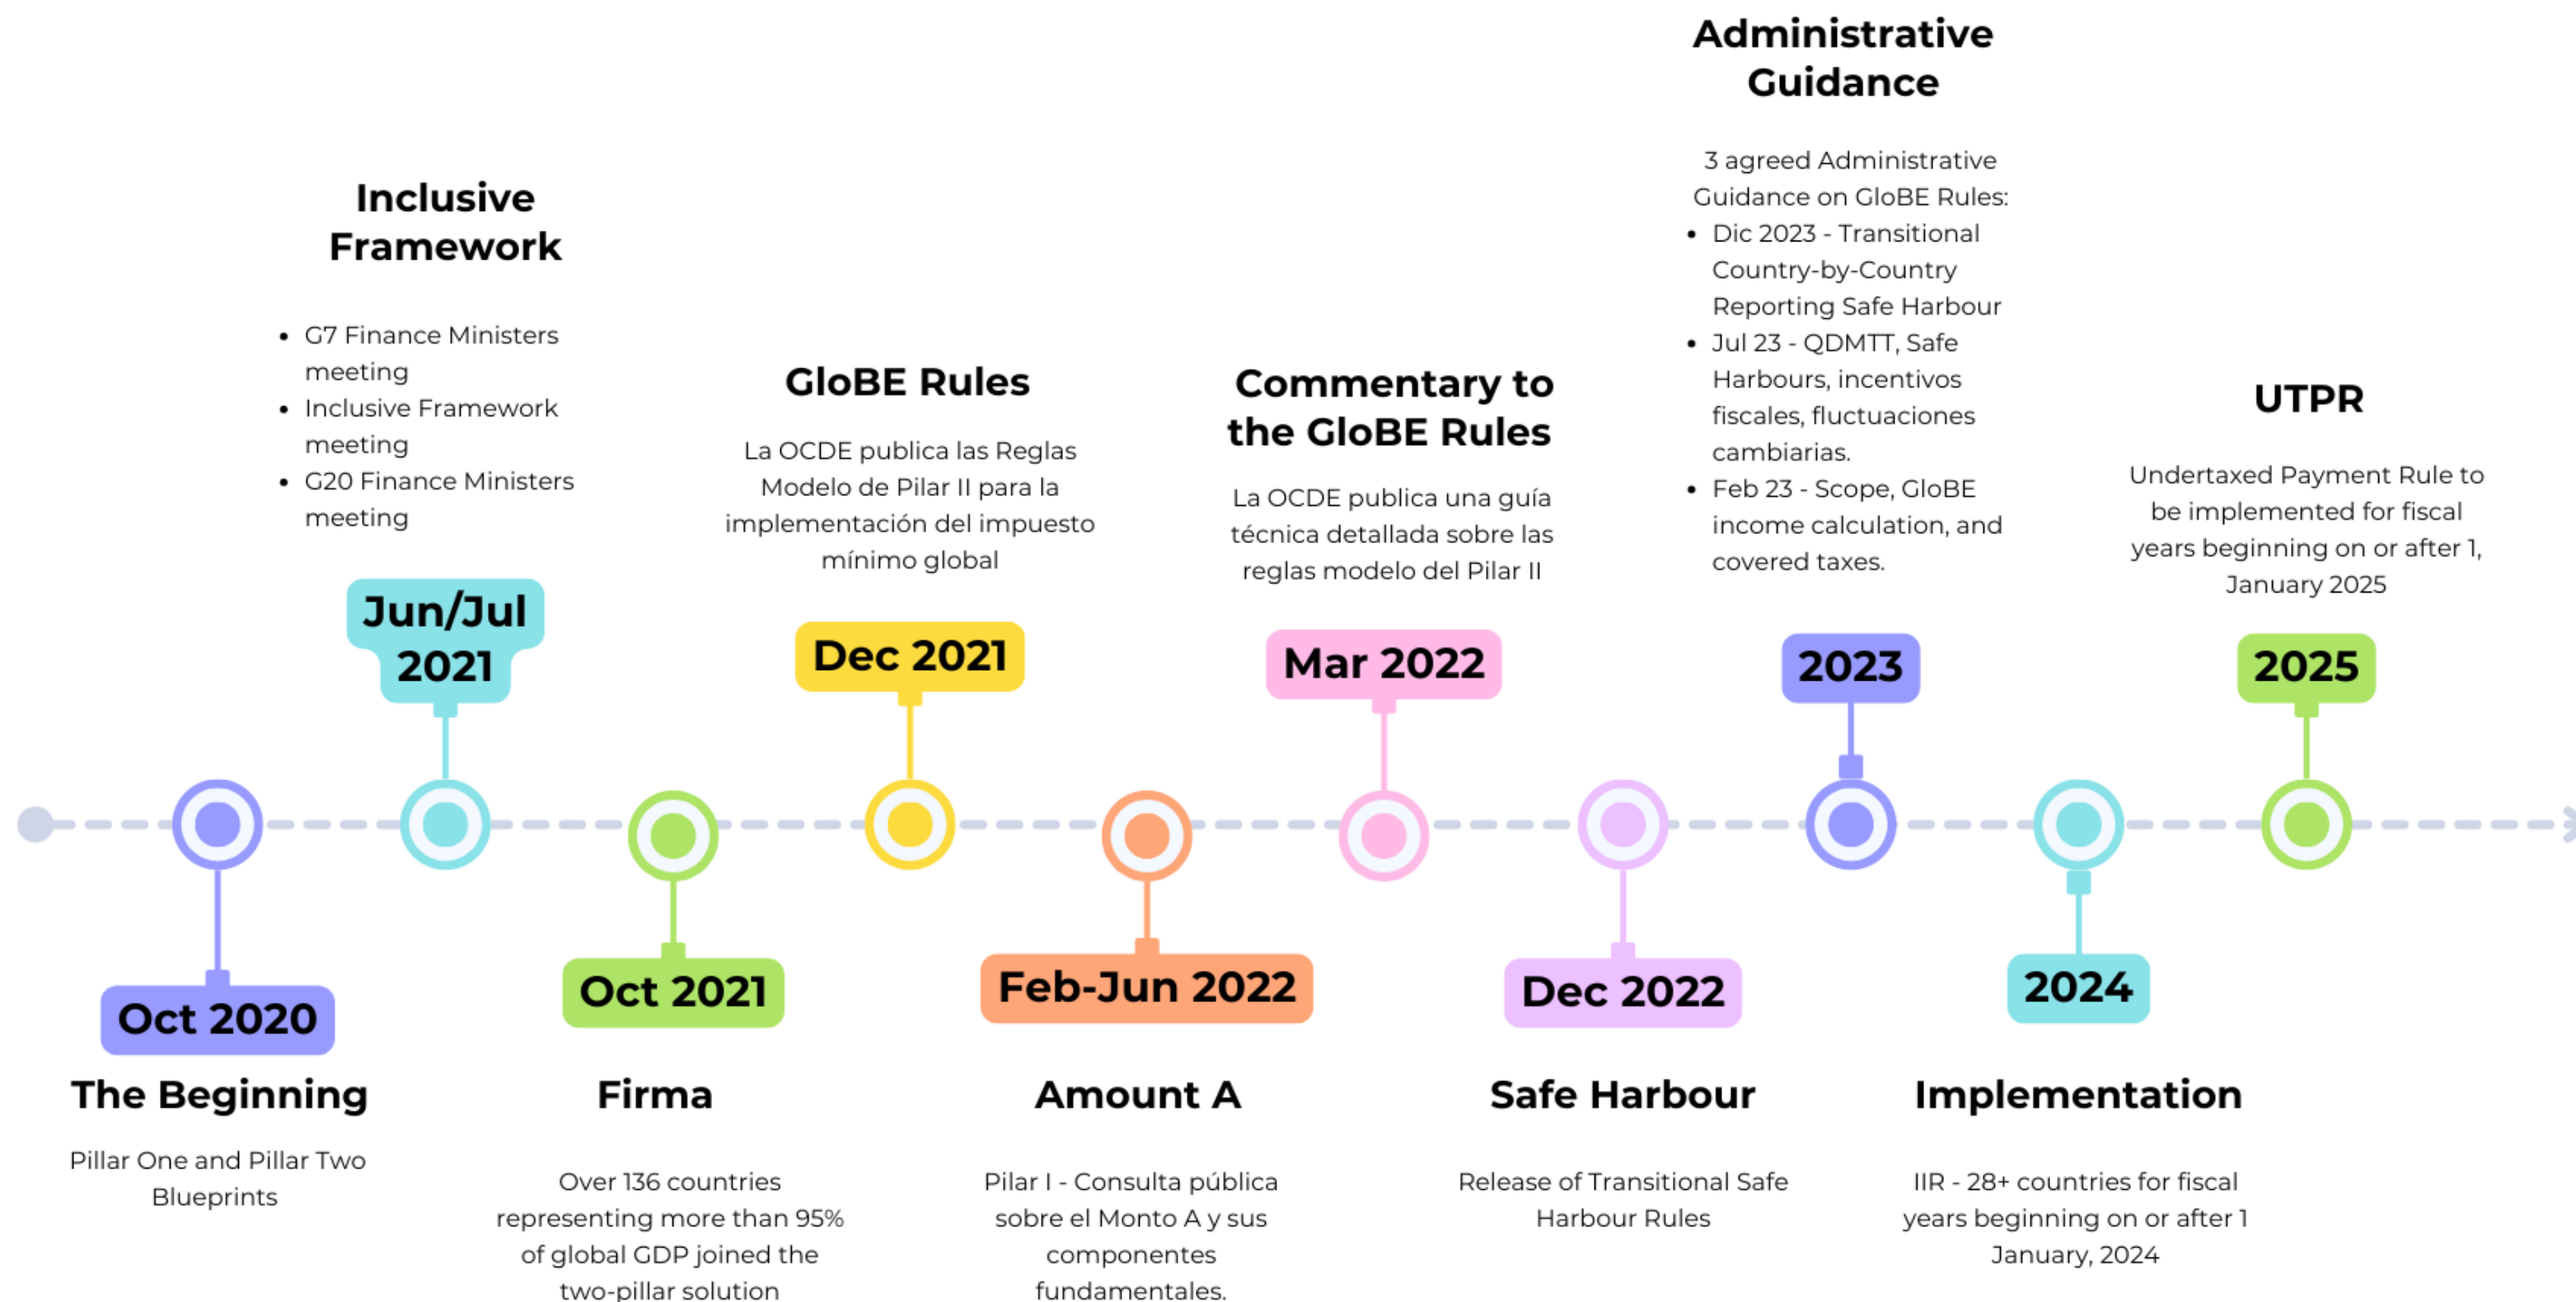 The Beginning
Pillar One and Pillar Two
Blueprints
Oct 2020
Inclusive
Framework
• G7 Finance Ministers
meeting
• Inclusive Framework
meeting
• G20 Finance Ministers
meeting
Jun/Jul
2021
Oct 2021
Firma
Over 136 countries
representing more than 95%
of global GDP joined the
two-pillar solution
GloBE Rules
La OCDE publica las Reglas
Modelo de Pilar II para la
implementación del impuesto
mínimo global
Dec 2021
Feb-Jun 2022
Amount A
Pilar I - Consulta pública
sobre el Monto A y sus
componentes
fundamentales.
Commentary to
the GloBE Rules
La OCDE publica una guía
técnica detallada sobre las
reglas modelo del Pilar II
Mar 2022
Dec 2022
Safe Harbour
Release of Transitional Safe
Harbour Rules
Administrative
Guidance
3 agreed Administrative
Guidance on GloBE Rules:
• Dic 2023 - Transitional
Country-by-Country
Reporting Safe Harbour
• Jul 23 - QDMTT, Safe
Harbours, incentivos
fiscales, fluctuaciones
cambiarias.
• Feb 23 - Scope, GloBE
income calculation, and
covered taxes.
2023
2024
Implementation
IIR - 28+ countries for fiscal
years beginning on or after 1
January, 2024
UTPR
Undertaxed Payment Rule to
be implemented for fiscal
years beginning on or after 1,
January 2025
2025